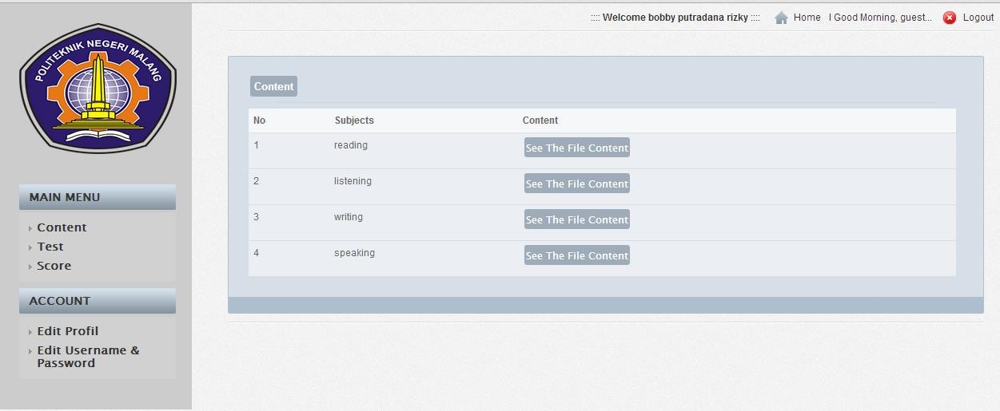 :::: Welcome bobby putradana rizky :::: Home I Good Morning, guest... Logout
POLITEKNIK NEGERI MALANG
MAIN MENU
Content
Test
Score
ACCOUNT
Edit Profil
Edit Username &
Password
Content
No Subjects Content
1 reading See The File Content
2 listening See The File Content
3 writing See The File Content
4 speaking See The File Content